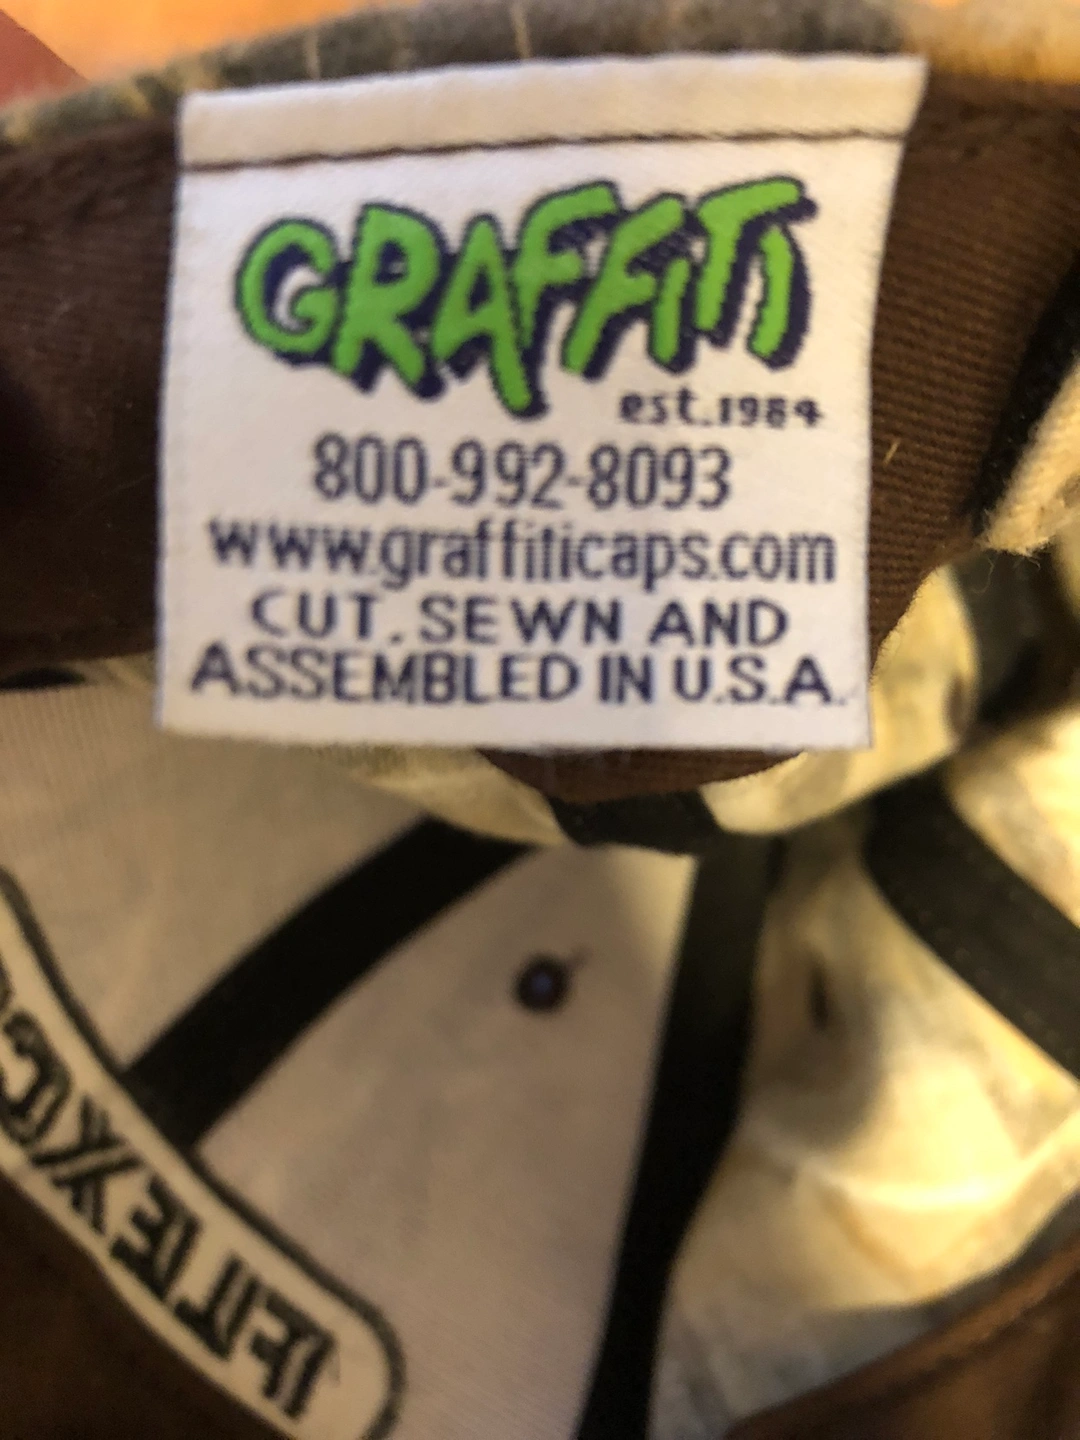 GRAFFITI
est. 1984
800-992-8093
www.graffiticaps.com
CUT, SEWN AND
ASSEMBLED IN U.S.A.